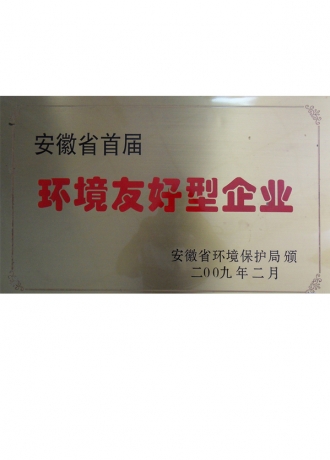 安徽省首届
环境友好型企业
安徽省环境保护局颁
二00九年二月